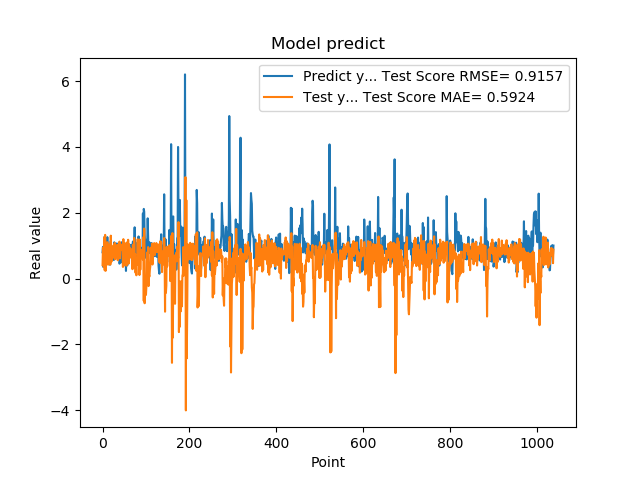 Model predict
Predict y... Test Score RMSE= 0.9157
Test y... Test Score MAE= 0.5924
Real value
6
4
2
0
−2
−4
0 200 400 600 800 1000
Point